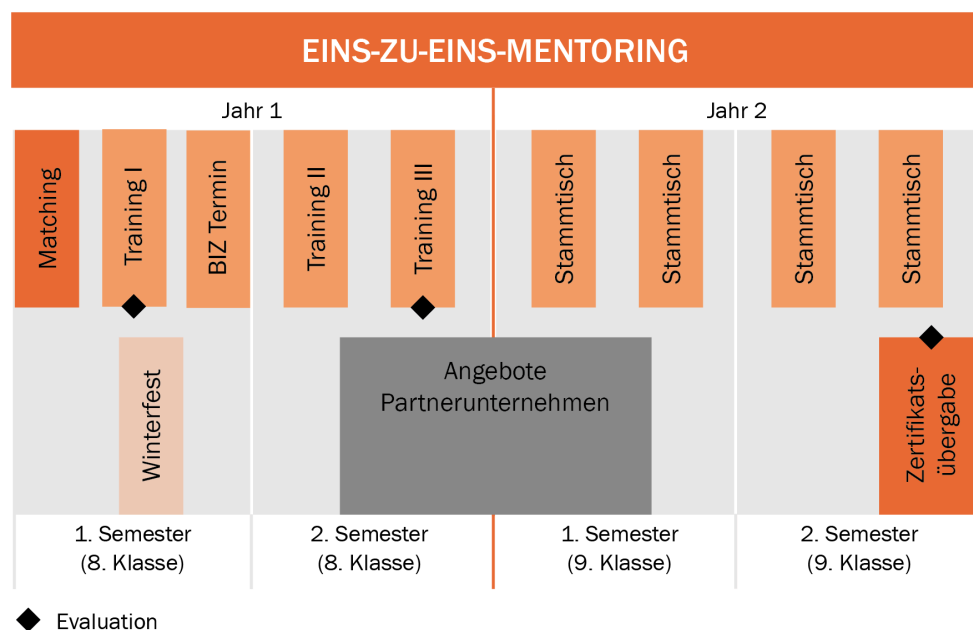 EINS-ZU-EINS-MENTORING
Jahr 1
Jahr 2
Matching
Training I
BIZ Termin
Training II
Training III
Stammtisch
Stammtisch
Stammtisch
Stammtisch
Winterfest
Angebote
Partnerunternehmen
Zertifikats-
übergabe
1. Semester
(8. Klasse)
2. Semester
(8. Klasse)
1. Semester
(9. Klasse)
2. Semester
(9. Klasse)
Evaluation